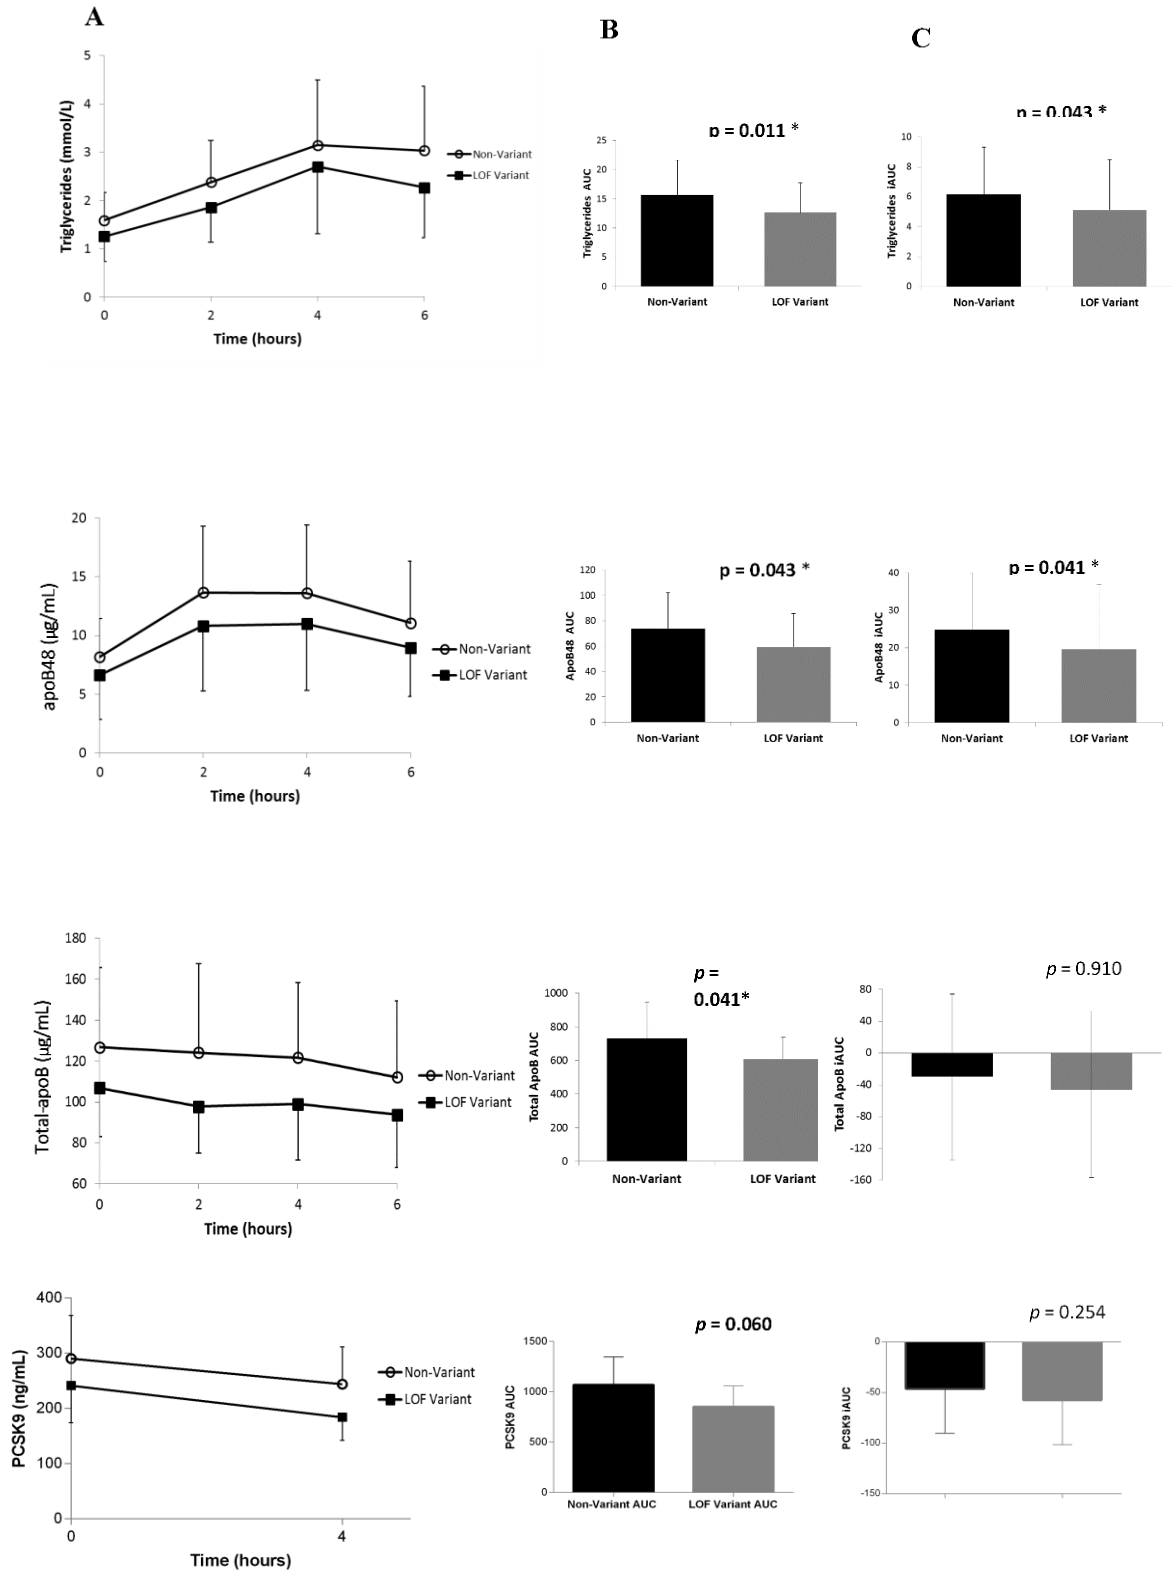 A
B
C
5
4
3
2
1
0
Triglycerides (mmol/L)
0 2 4 6
Time (hours)
Non-Variant
LOF Variant
p = 0.011 *
25
20
15
10
5
0
Triglycerides AUC
Non-Variant LOF Variant
p = 0.043 *
10
8
6
4
2
0
Triglycerides iAUC
Non-Variant LOF Variant
20
15
10
5
0
apoB48 (μg/mL)
0 2 4 6
Time (hours)
Non-Variant
LOF Variant
p = 0.043 *
120
100
80
60
40
20
0
ApoB48 AUC
Non-Variant LOF Variant
p = 0.041 *
40
30
20
10
0
ApoB48 iAUC
Non-Variant LOF Variant
180
160
140
120
100
80
60
Total-apoB (μg/mL)
0 2 4 6
Time (hours)
Non-Variant
LOF Variant
p =
0.041*
1000
800
600
400
200
0
Total ApoB AUC
Non-Variant LOF Variant
p = 0.910
80
40
0
-40
-80
-120
-160
Total ApoB iAUC
400
300
200
100
0
PCSK9 (ng/mL)
0 4
Time (hours)
Non-Variant
LOF Variant
p = 0.060
1500
1000
500
0
PCSK9 AUC
Non-Variant AUC LOF Variant AUC
p = 0.254
0
-50
-100
-150
PCSK9 iAUC